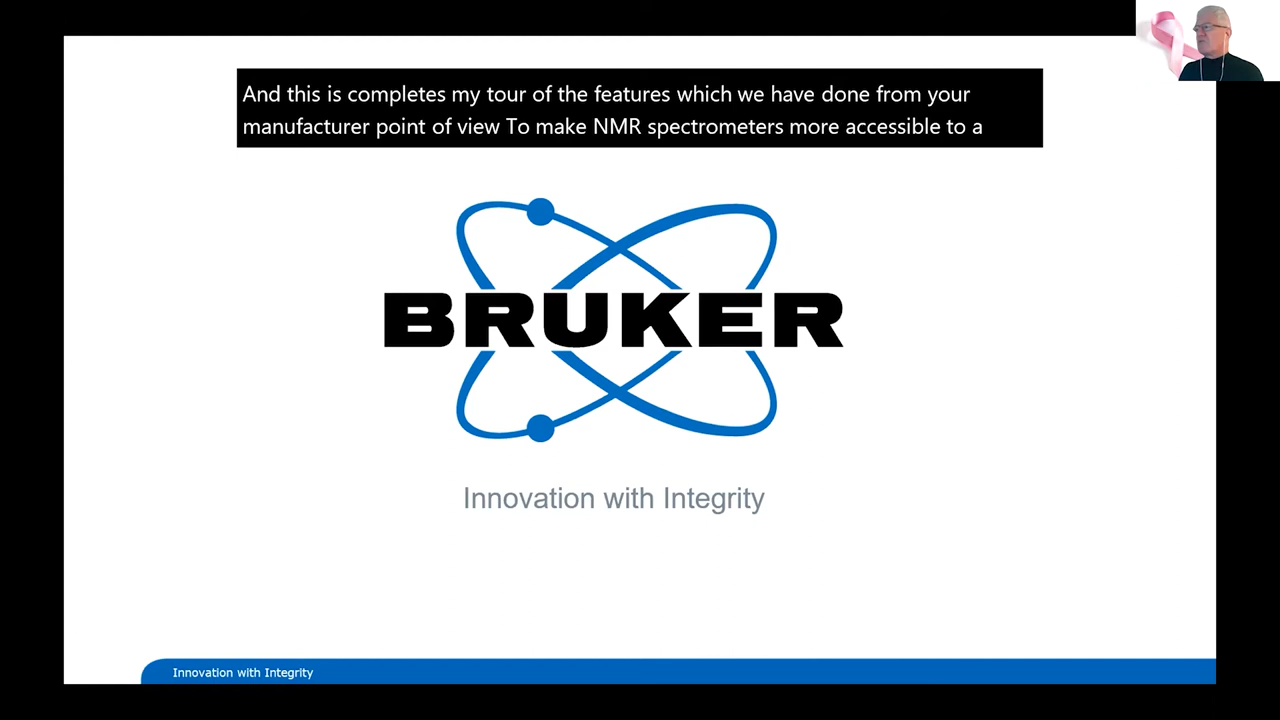 And this is completes my tour of the features which we have done from your
manufacturer point of view To make NMR spectrometers more accessible to a
BRUKER
Innovation with Integrity
Innovation with Integrity